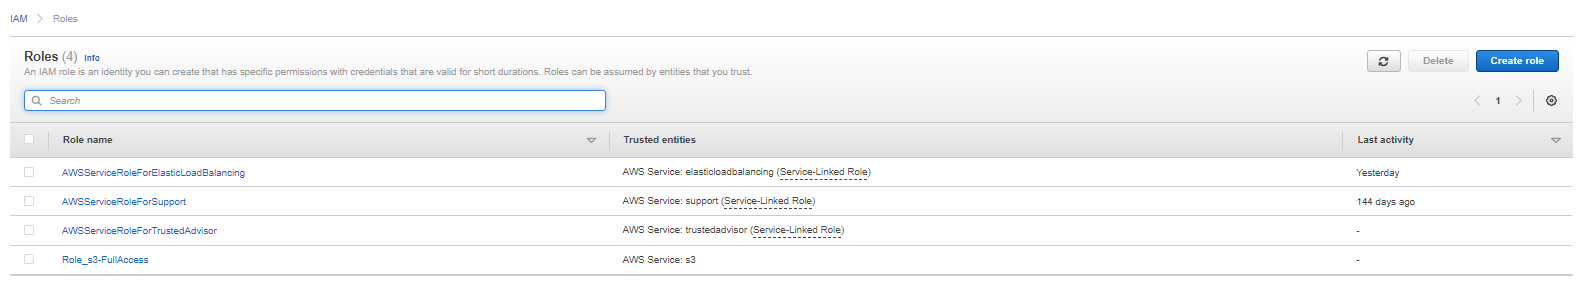 IAM > Roles
Roles (4) Info
An IAM role is an identity you can create that has specific permissions with credentials that are valid for short durations. Roles can be assumed by entities that you trust.
Delete
Create role
Search
1
Role name Trusted entities Last activity
AWSServiceRoleForElasticLoadBalancing AWS Service: elasticloadbalancing (Service-Linked Role) Yesterday
AWSServiceRoleForSupport AWS Service: support (Service-Linked Role) 144 days ago
AWSServiceRoleForTrustedAdvisor AWS Service: trustedadvisor (Service-Linked Role) -
Role_s3-FullAccess AWS Service: s3 -